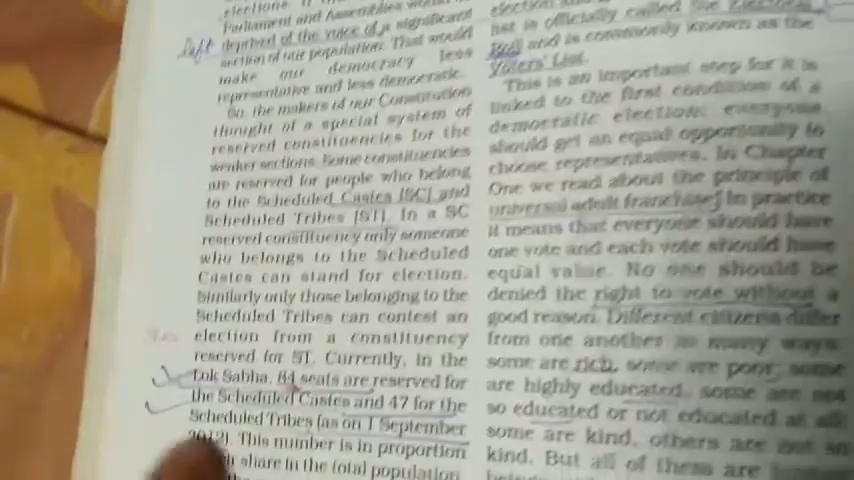 elections. If
Parliament and Assemblies would
deprived of the voice of a significant
section of our population. That would
make our democracy less
representative and less democratic.
So, the makers of our Constitution
thought of a special system of
reserved constituencies for the
weaker sections. Some constituencies
are reserved for people who belong
to the Scheduled Castes [SC] and
Scheduled Tribes [ST]. In a SC
reserved constituency only someone
who belongs to the Scheduled
Castes can stand for election.
Similarly only those belonging to the
Scheduled Tribes can contest an
election from a constituency
reserved for ST. Currently, in the
Lok Sabha, 84 seats are reserved for
the Scheduled Castes and 47 for the
Scheduled Tribes (as on 1 September
2012). This number is in proportion
share in the total population.
election and
list is officially called the Electoral
Roll and is commonly known as the
Voters' List.
This is an important step for it is
linked to the first condition of a
democratic election: everyone
should get an equal opportunity to
choose representatives. In Chapter
One we read about the principle of
universal adult franchise. In practice
it means that everyone should have
one vote and each vote should have
equal value. No one should be
denied the right to vote without a
good reason. Different citizens differ
from one another in many ways:
some are rich, some are poor; some
are highly educated, some are not
so educated or not educated at all;
some are kind, others are not so
kind. But all of them are